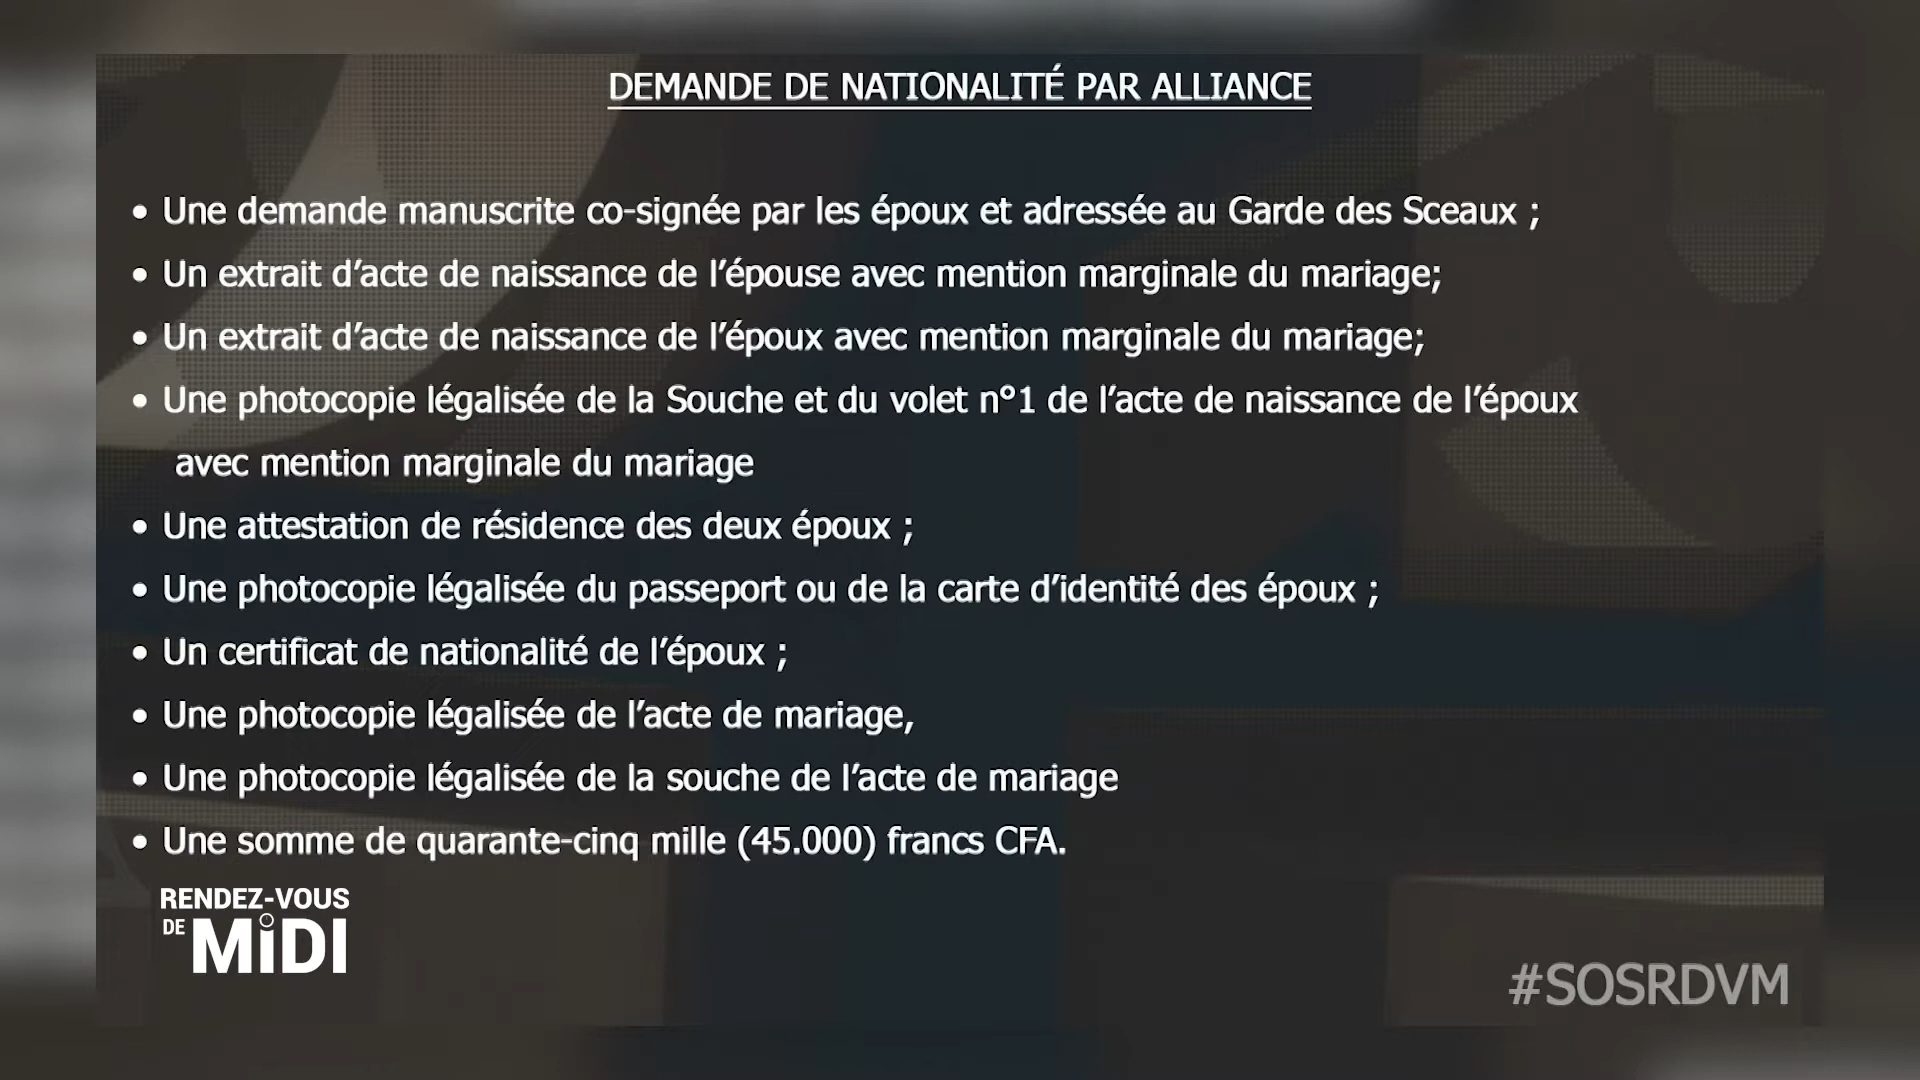 DEMANDE DE NATIONALITÉ PAR ALLIANCE
• Une demande manuscrite co-signée par les époux et adressée au Garde des Sceaux ;
• Un extrait d’acte de naissance de l’épouse avec mention marginale du mariage;
• Un extrait d’acte de naissance de l’époux avec mention marginale du mariage;
• Une photocopie légalisée de la Souche et du volet n°1 de l’acte de naissance de l’époux
avec mention marginale du mariage
• Une attestation de résidence des deux époux ;
• Une photocopie légalisée du passeport ou de la carte d’identité des époux ;
• Un certificat de nationalité de l’époux ;
• Une photocopie légalisée de l’acte de mariage,
• Une photocopie légalisée de la souche de l’acte de mariage
• Une somme de quarante-cinq mille (45.000) francs CFA.
RENDEZ-VOUS
DE MiDI
#SOSRDVM